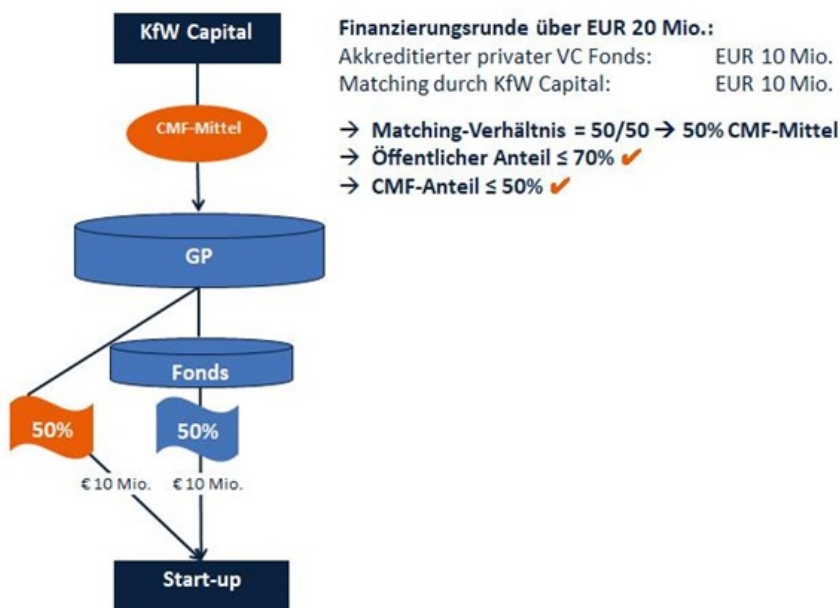 KfW Capital
CMF-Mittel
GP
Fonds
50%
50%
€ 10 Mio.
€ 10 Mio.
Start-up
Finanzierungsrunde über EUR 20 Mio.:
Akkreditierter privater VC Fonds: EUR 10 Mio.
Matching durch KfW Capital: EUR 10 Mio.
→ Matching-Verhältnis = 50/50 → 50% CMF-Mittel
→ Öffentlicher Anteil ≤ 70% ✔
→ CMF-Anteil ≤ 50% ✔